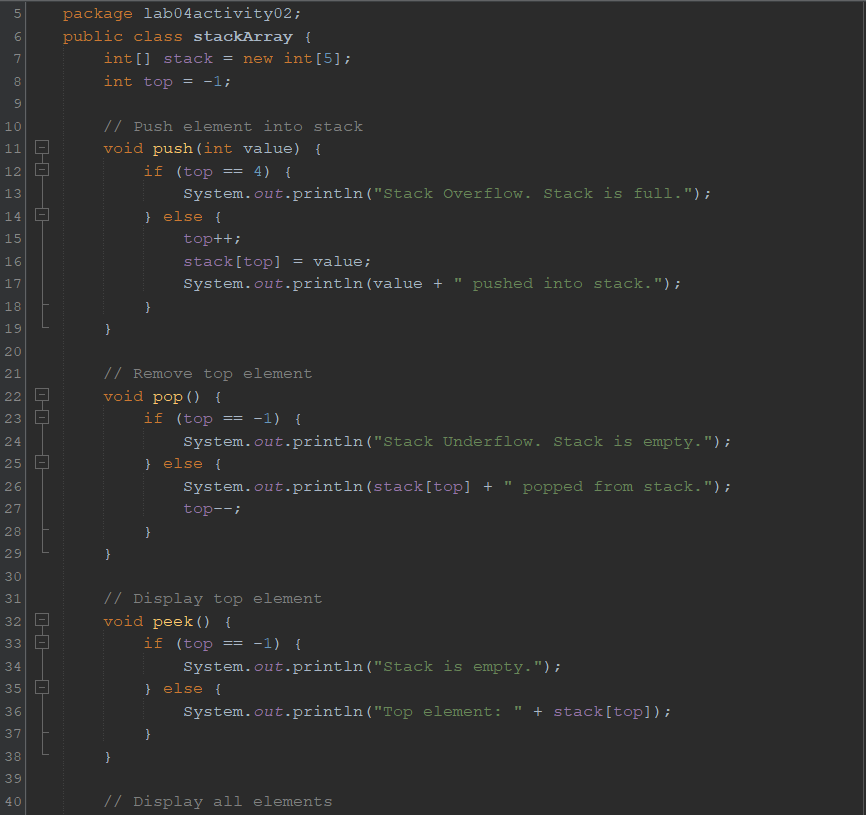 5 package lab04activity02;
6 public class stackArray {
7 int[] stack = new int[5];
8 int top = -1;
9
10 // Push element into stack
11 void push(int value) {
12 if (top == 4) {
13 System.out.println("Stack Overflow. Stack is full.");
14 } else {
15 top++;
16 stack[top] = value;
17 System.out.println(value + " pushed into stack.");
18 }
19 }
20
21 // Remove top element
22 void pop() {
23 if (top == -1) {
24 System.out.println("Stack Underflow. Stack is empty.");
25 } else {
26 System.out.println(stack[top] + " popped from stack.");
27 top--;
28 }
29 }
30
31 // Display top element
32 void peek() {
33 if (top == -1) {
34 System.out.println("Stack is empty.");
35 } else {
36 System.out.println("Top element: " + stack[top]);
37 }
38 }
39
40 // Display all elements